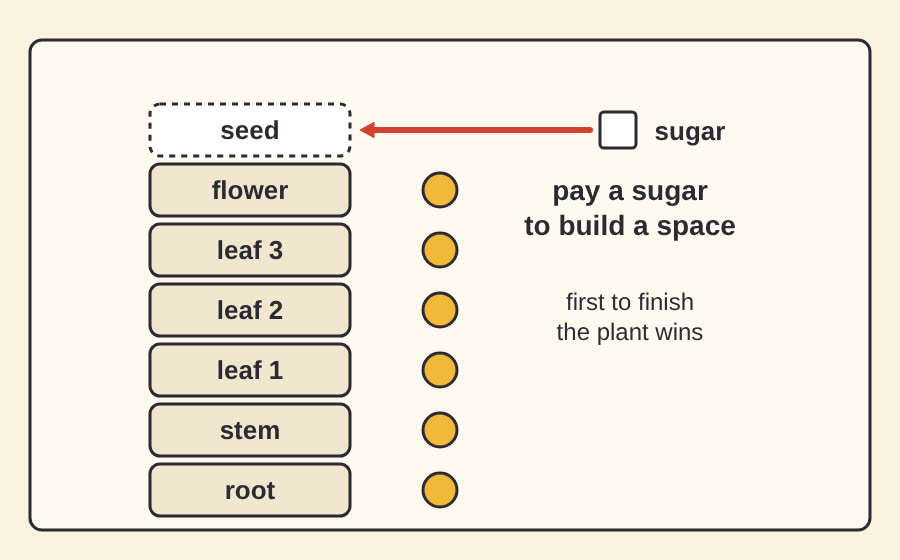 seed
sugar
flower
pay a sugar
to build a space
leaf 3
leaf 2
first to finish
the plant wins
leaf 1
stem
root